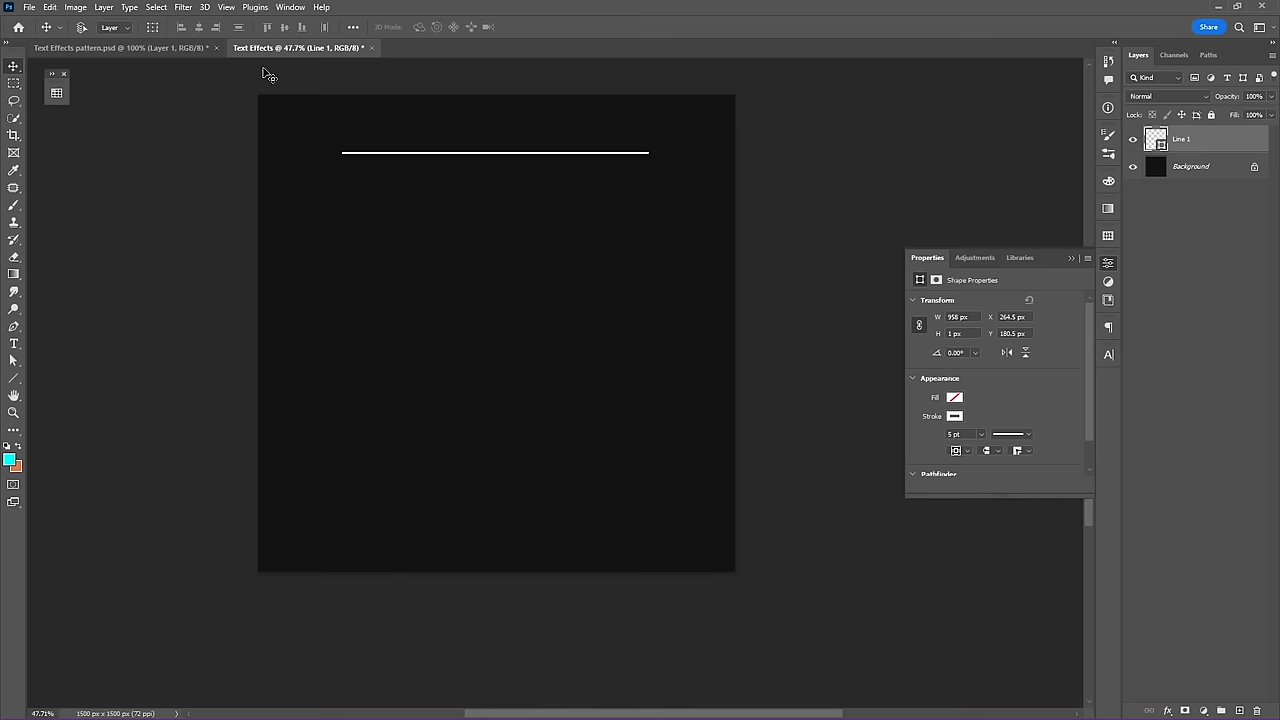 Ps File Edit Image Layer Type Select Filter 3D View Plugins Window Help
Layer 3D Mode: Share
Text Effects pattern.psd @ 100% (Layer 1, RGB/8) * × Text Effects @ 47.7% (Line 1, RGB/8) * ×
Layers Channels Paths
Kind
Normal Opacity: 100%
Lock: Fill: 100%
Line 1
Background
Properties Adjustments Libraries
Shape Properties
Transform
W 958 px X 264.5 px
H 1 px Y 180.5 px
0.00°
Appearance
Fill
Stroke
5 pt
Pathfinder
47.71% 1500 px x 1500 px (72 ppi)